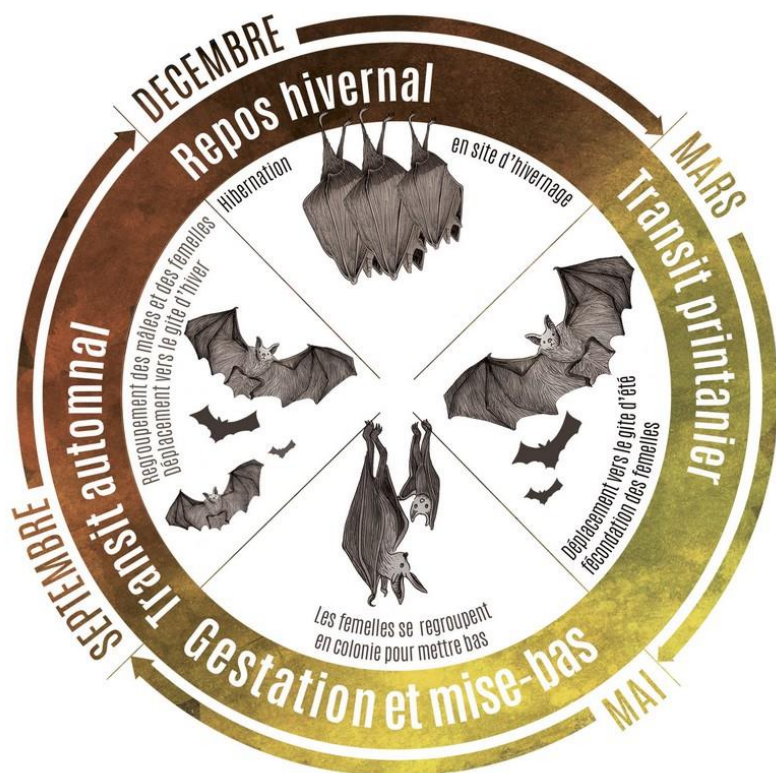 DECEMBRE
Repos hivernal
Hibernation
en site d'hivernage
MARS
Transit printanier
Déplacement vers le gite d'été
fécondation des femelles
MAI
Gestation et mise-bas
Les femelles se regroupent
en colonie pour mettre bas
SEPTEMBRE
Transit automnal
Regroupement des mâles et des femelles
Déplacement vers le gite d'hiver